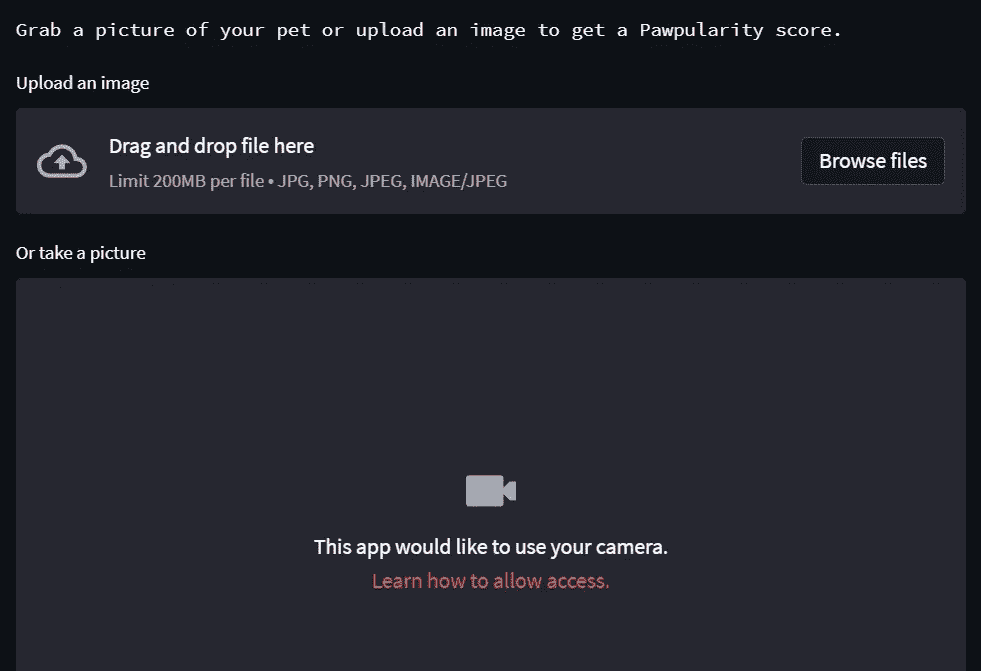 Grab a picture of your pet or upload an image to get a Pawpularity score.
Upload an image
Drag and drop file here
Limit 200MB per file • JPG, PNG, JPEG, IMAGE/JPEG
Browse files
Or take a picture
This app would like to use your camera.
Learn how to allow access.